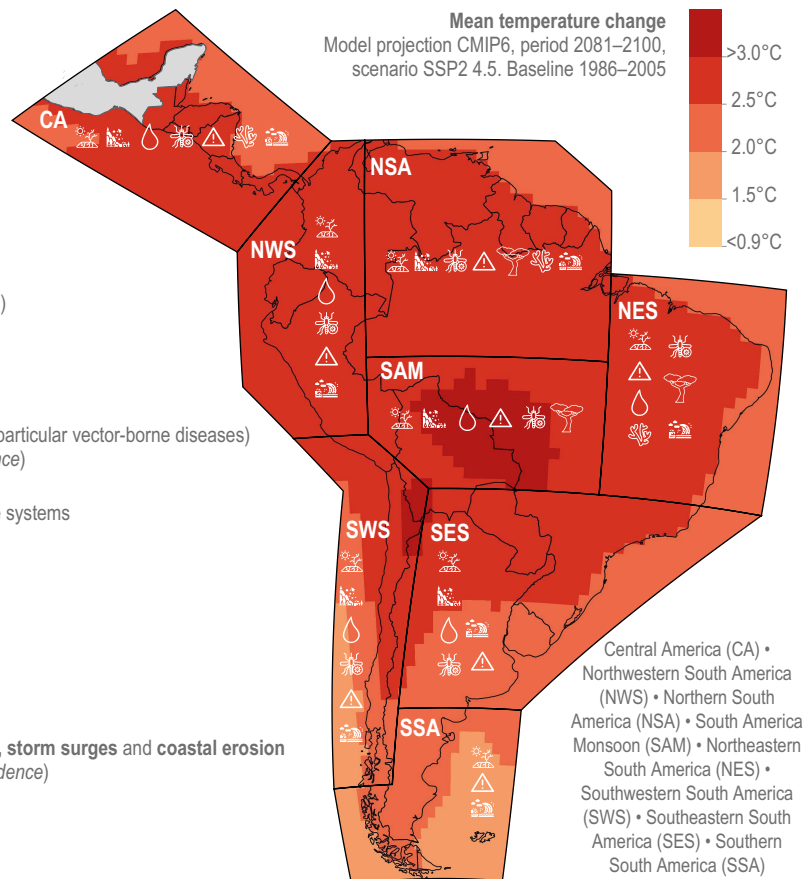 Mean temperature change
Model projection CMIP6, period 2081–2100,
scenario SSP2 4.5. Baseline 1986–2005
>3.0°C
2.5°C
2.0°C
1.5°C
<0.9°C
CA
NSA
NWS
NES
SAM
SWS
SES
SSA
)
particular vector-borne diseases)
nce)
systems
, storm surges and coastal erosion
dence)
Central America (CA) •
Northwestern South America
(NWS) • Northern South
America (NSA) • South America
Monsoon (SAM) • Northeastern
South America (NES) •
Southwestern South America
(SWS) • Southeastern South
America (SES) • Southern
South America (SSA)